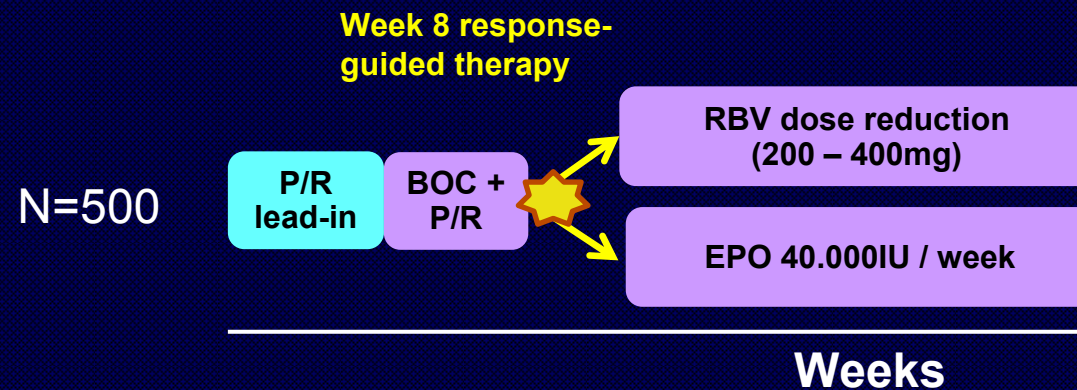 Week 8 response-
guided therapy
N=500
P/R
lead-in
BOC +
P/R
RBV dose reduction
(200 – 400mg)
EPO 40.000IU / week
Weeks